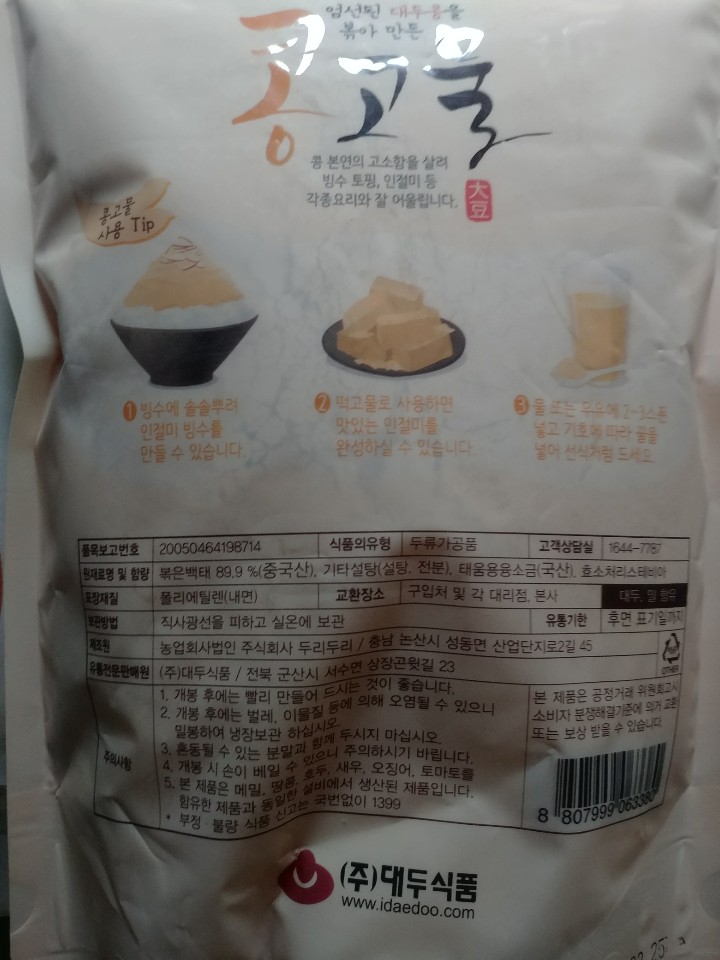 엄선된 대두콩을
볶아 만든
콩고물
콩 본연의 고소함을 살려
빙수 토핑, 인절미 등
각종요리와 잘 어울립니다.
大豆
콩고물
사용 Tip
1 빙수에 솔솔뿌려
인절미 빙수를
만들 수 있습니다.
2 떡고물로 사용하면
맛있는 인절미를
완성하실 수 있습니다
3 물 또는 우유에 2~3스푼
넣고 기호에 따라 꿀을
넣어 선식처럼 드세요
품목보고번호 20050464198714 식품의유형 두류가공품 고객상담실 1644-7787
원재료명 및 함량 볶은백태 89.9 %(중국산), 기타설탕(설탕, 전분), 태움융용소금(국산), 효소처리스테비아
포장재질 폴리에틸렌(내면) 교환장소 구입처 및 각 대리점, 본사 대두, 밀 함유
보관방법 직사광선을 피하고 실온에 보관 유통기한 후면 표기일까지
제조원 농업회사법인 주식회사 두리두리 / 충남 논산시 성동면 산업단지로2길 45
유통전문판매원 (주)대두식품 / 전북 군산시 서수면 상장곤윗길 23
OTHER
주의사항
1. 개봉 후에는 빨리 만들어 드시는 것이 좋습니다.
2. 개봉 후에는 벌레, 이물질 등에 의해 오염될 수 있으니
밀봉하여 냉장보관 하십시오.
3. 혼동될 수 있는 분말과 함께 두시지 마십시오.
4. 개봉 시 손이 베일 수 있으니 주의하시기 바랍니다.
5. 본 제품은 메밀, 땅콩, 호두, 새우, 오징어, 토마토를
함유한 제품과 동일한 설비에서 생산된 제품입니다.
* 부정·불량 식품 신고는 국번없이 1399
본 제품은 공정거래 위원회고시
소비자 분쟁해결기준에 의거 교환
또는 보상 받을 수 있습니다.
8 807999 063380
(주)대두식품
www.idaedoo.com